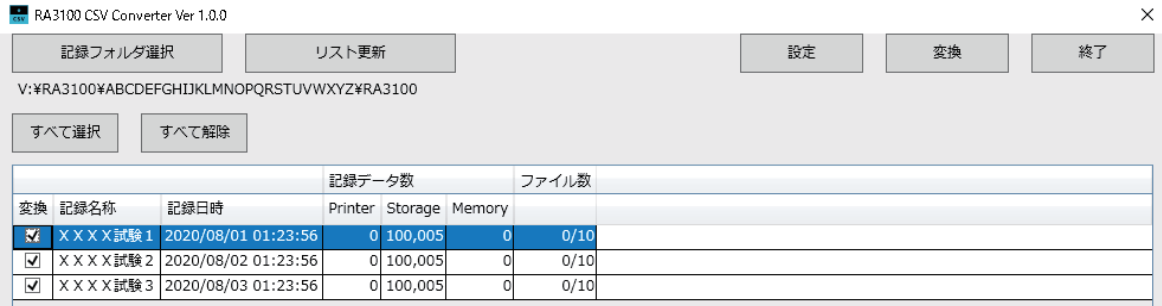 RA3100 CSV Converter Ver 1.0.0
記録フォルダ選択 リスト更新 設定 変換 終了
V:¥RA3100¥ABCDEFGHIJKLMNOPQRSTUVWXYZ¥RA3100
すべて選択 すべて解除
記録データ数 ファイル数
変換 記録名称 記録日時 Printer Storage Memory
XXXX試験1 2020/08/01 01:23:56 0 100,005 0 0/10
XXXX試験2 2020/08/02 01:23:56 0 100,005 0 0/10
XXXX試験3 2020/08/03 01:23:56 0 100,005 0 0/10